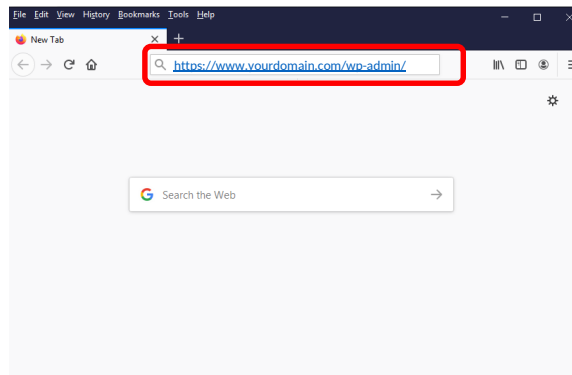 File Edit View History Bookmarks Tools Help
New Tab
https://www.yourdomain.com/wp-admin/
Search the Web